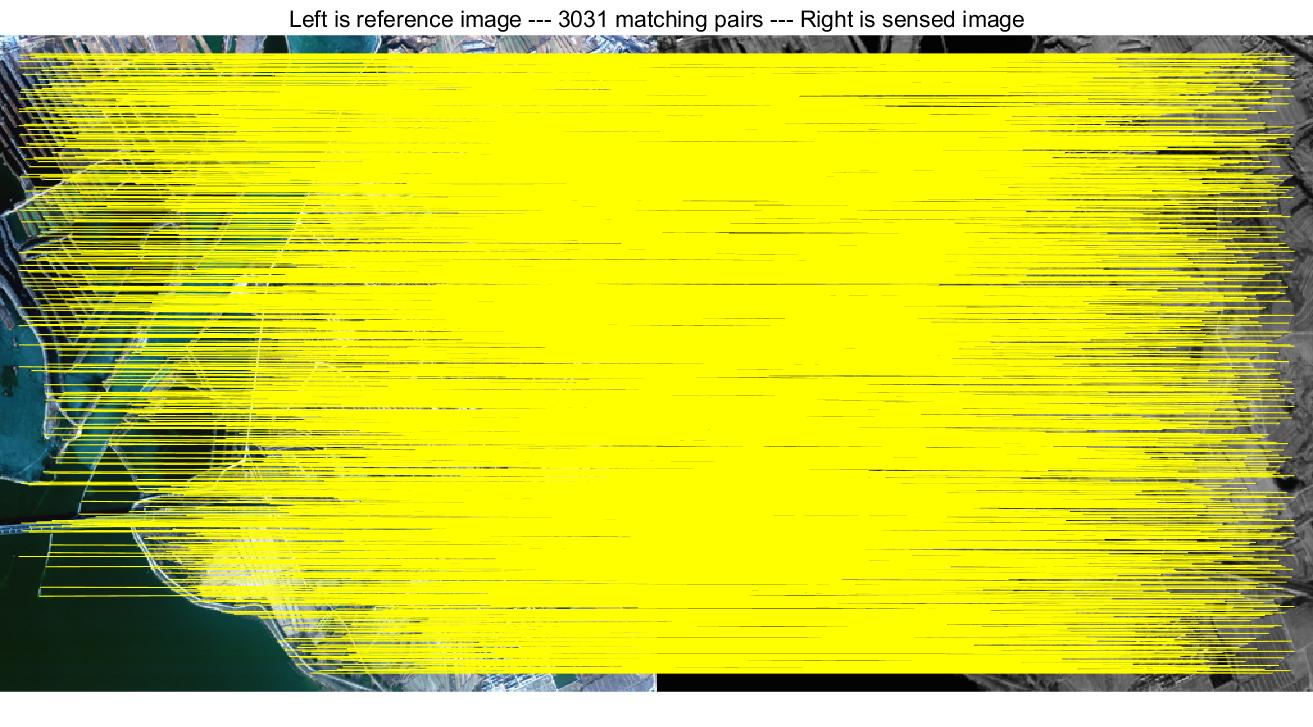 Left is reference image --- 3031 matching pairs --- Right is sensed image